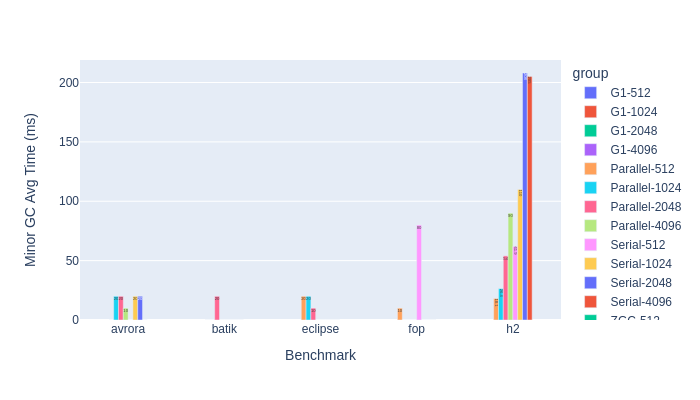 Minor GC Avg Time (ms)
200
150
100
50
0
avrora
batik
eclipse
fop
h2
Benchmark
group
G1-512
G1-1024
G1-2048
G1-4096
Parallel-512
Parallel-1024
Parallel-2048
Parallel-4096
Serial-512
Serial-1024
Serial-2048
Serial-4096
ZGC-512